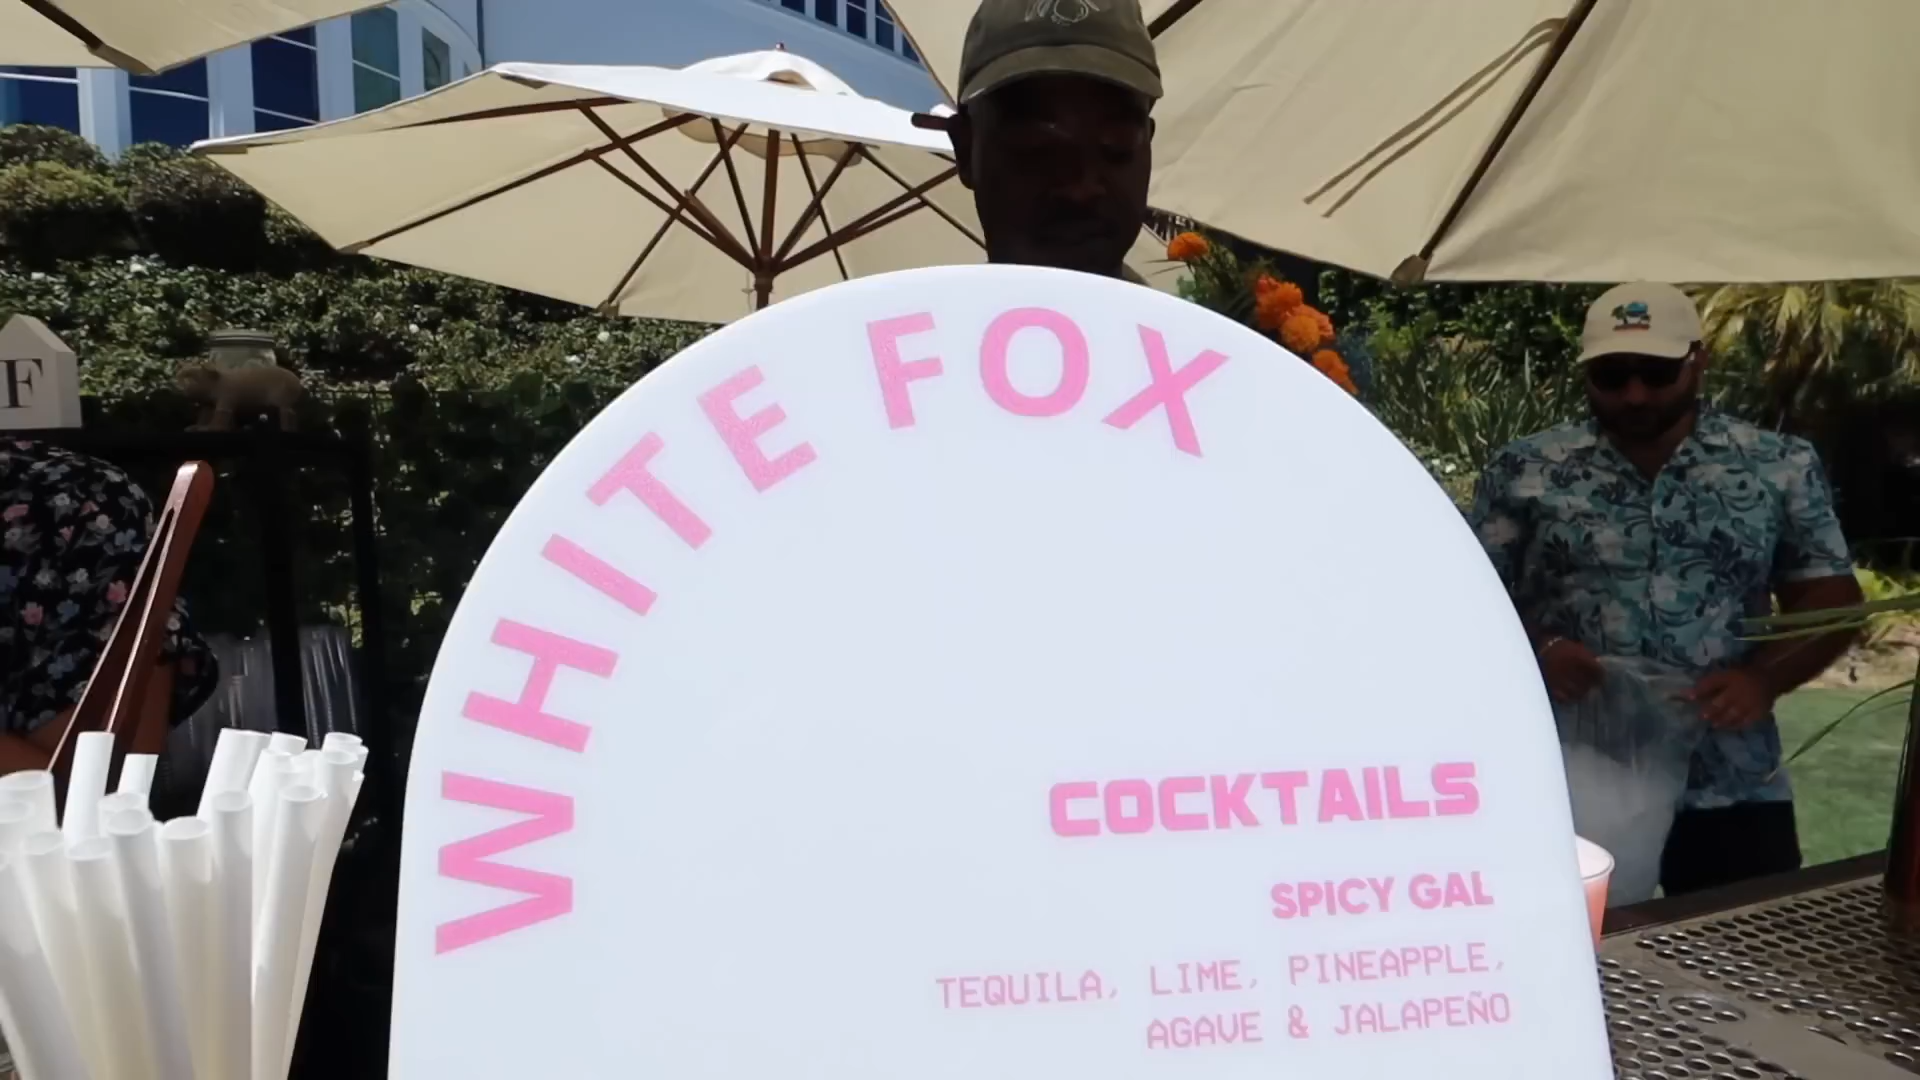 WHITE FOX
COCKTAILS
SPICY GAL
TEQUILA, LIME, PINEAPPLE,
AGAVE & JALAPEÑO
F